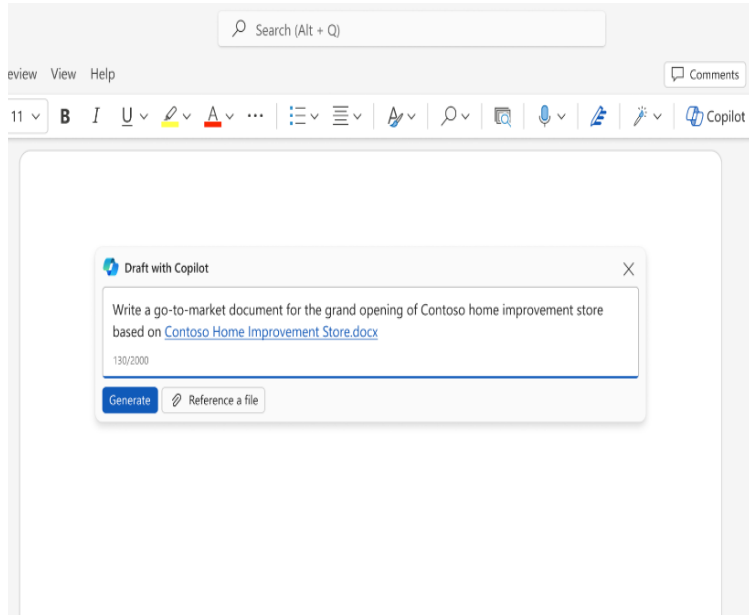 Search (Alt + Q)
eview View Help
Comments
11 B I U A ... A Copilot
Draft with Copilot
Write a go-to-market document for the grand opening of Contoso home improvement store
based on Contoso Home Improvement Store.docx
130/2000
Generate Reference a file